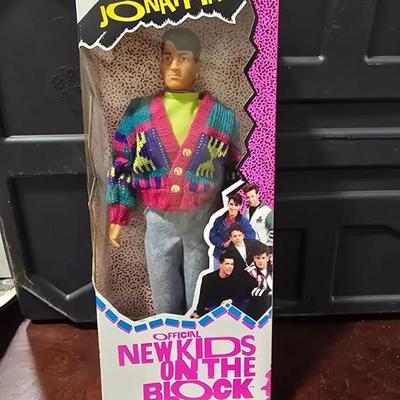 JONATHAN
OFFICIAL
NEW KIDS
ON THE
BLOCK